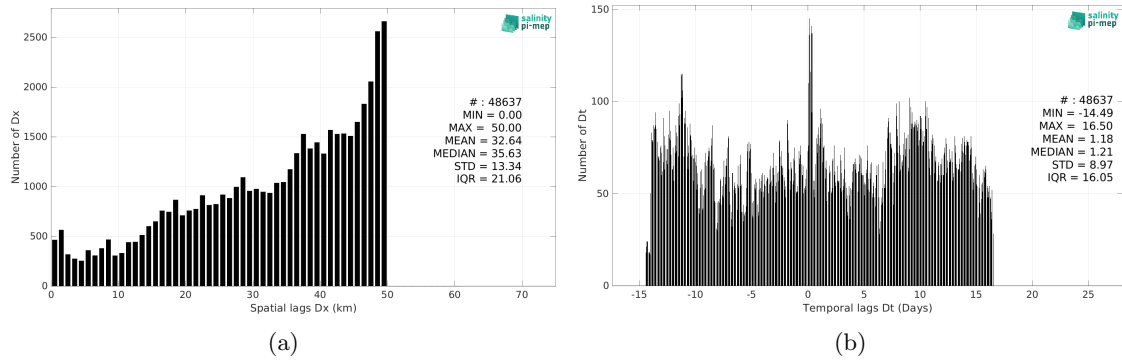 salinity
pi-mep
2500
2000
1500
1000
500
0
Number of Dx
# : 48637
MIN = 0.00
MAX = 50.00
MEAN = 32.64
MEDIAN = 35.63
STD = 13.34
IQR = 21.06
0 10 20 30 40 50 60 70
Spatial lags Dx (km)
(a)
salinity
pi-mep
150
100
50
0
Number of Dt
# : 48637
MIN = -14.49
MAX = 16.50
MEAN = 1.18
MEDIAN = 1.21
STD = 8.97
IQR = 16.05
-15 -10 -5 0 5 10 15 20 25
Temporal lags Dt (Days)
(b)